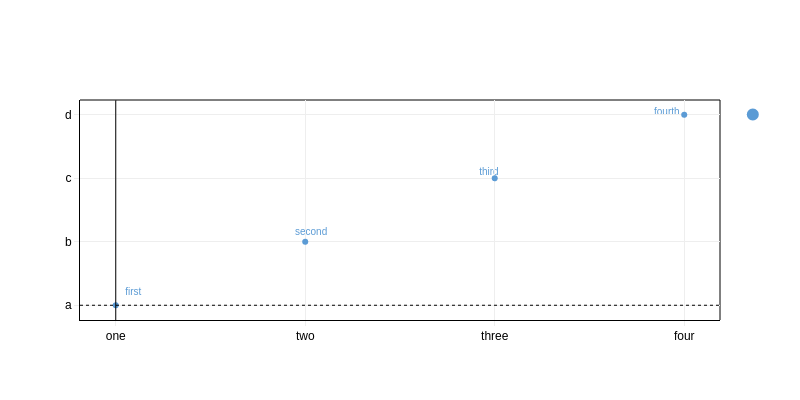 d
fourth
c
third
b
second
first
a
one
two
three
four